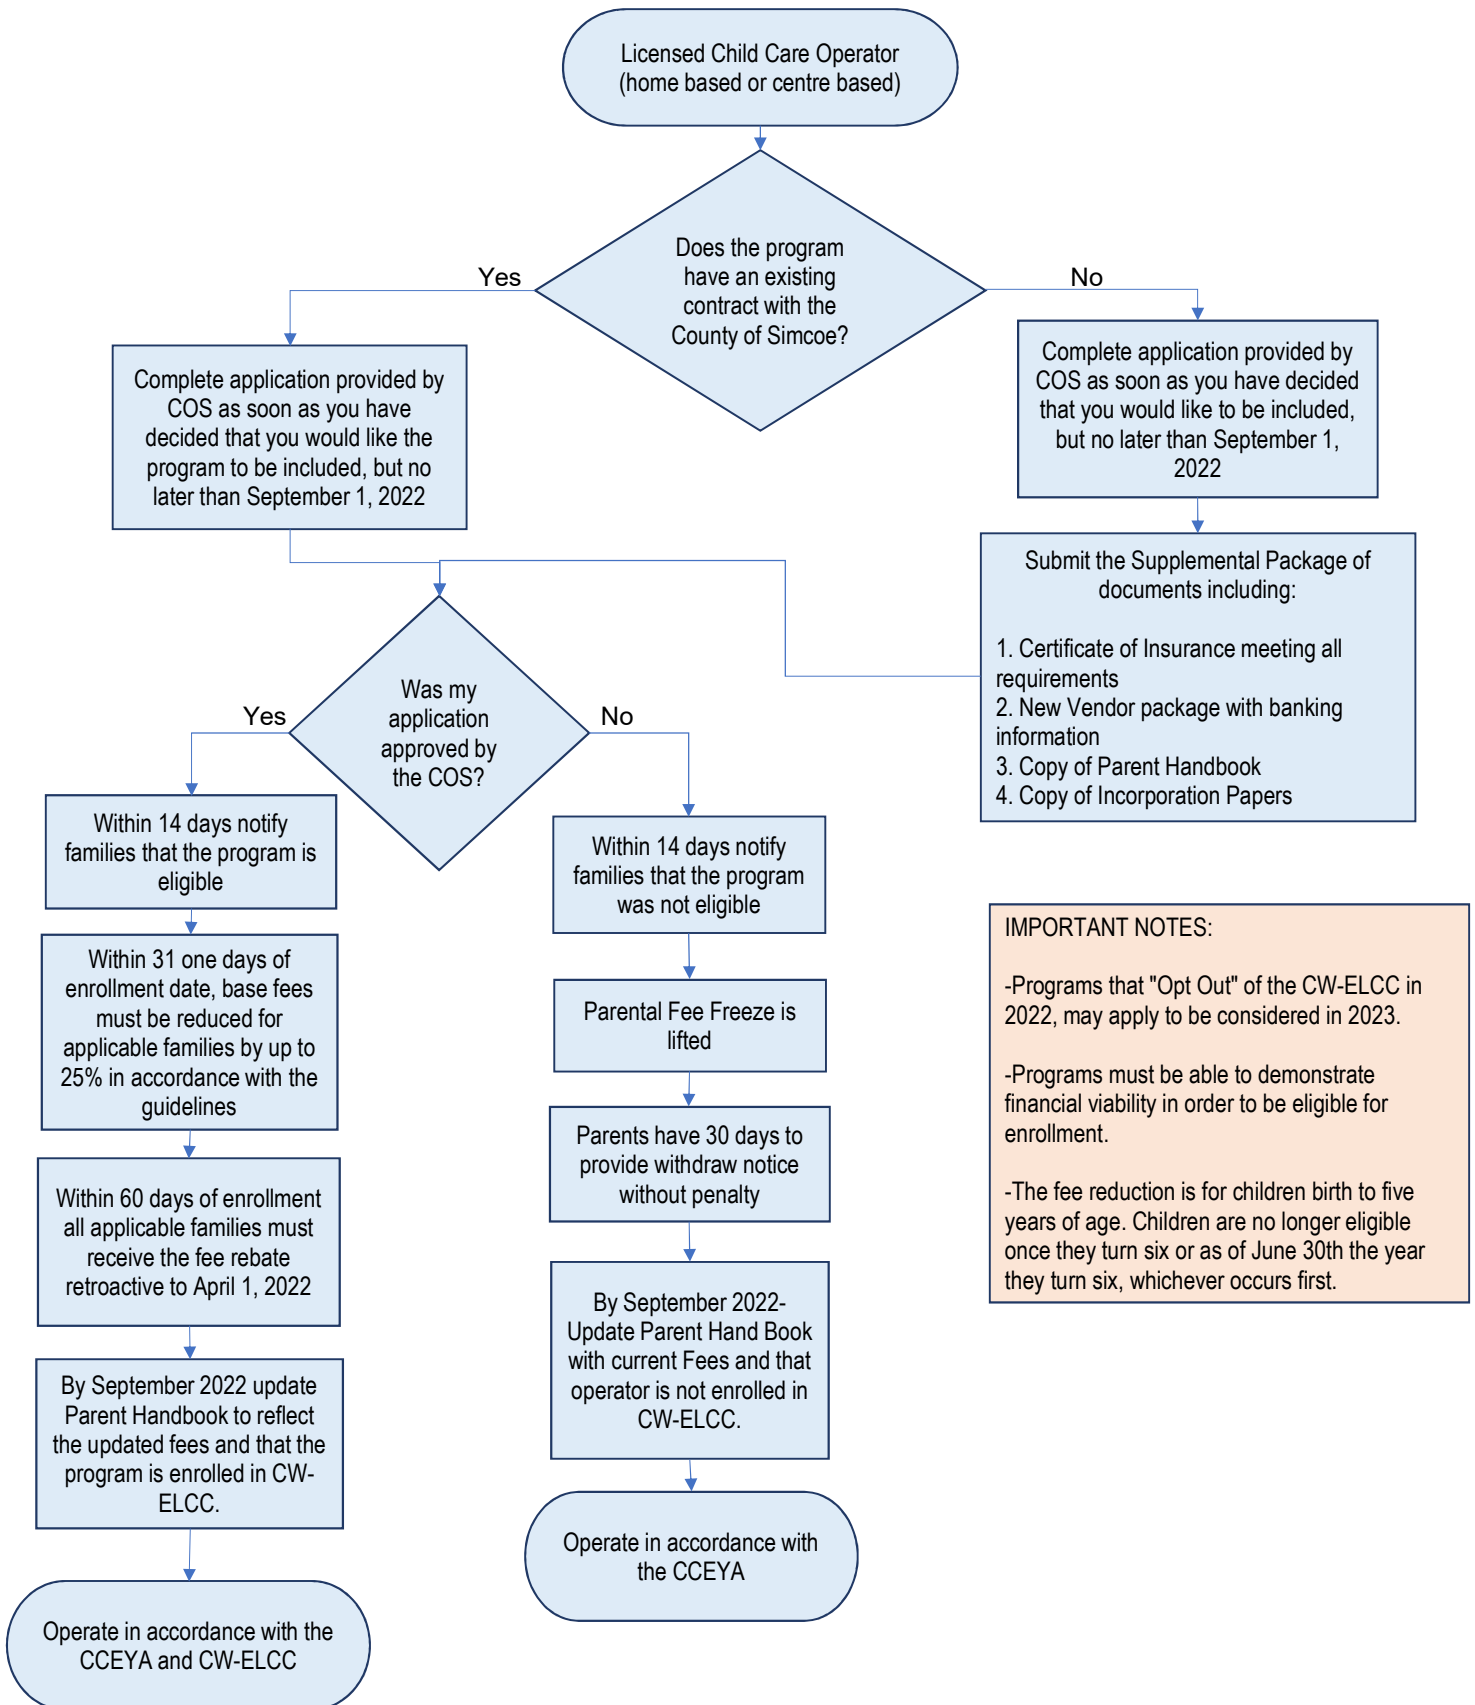 Licensed Child Care Operator
(home based or centre based)
Does the program
have an existing
contract with the
County of Simcoe?
Yes
No
Complete application provided by
COS as soon as you have
decided that you would like the
program to be included, but no
later than September 1, 2022
Complete application provided by
COS as soon as you have decided
that you would like to be included,
but no later than September 1,
2022
Submit the Supplemental Package of
documents including:
1. Certificate of Insurance meeting all
requirements
2. New Vendor package with banking
information
3. Copy of Parent Handbook
4. Copy of Incorporation Papers
Was my
application
approved by
the COS?
Yes
No
Within 14 days notify
families that the program is
eligible
Within 31 one days of
enrollment date, base fees
must be reduced for
applicable families by up to
25% in accordance with the
guidelines
Within 60 days of enrollment
all applicable families must
receive the fee rebate
retroactive to April 1, 2022
By September 2022 update
Parent Handbook to reflect
the updated fees and that the
program is enrolled in CW-
ELCC.
Operate in accordance with the
CCEYA and CW-ELCC
Within 14 days notify
families that the program
was not eligible
Parental Fee Freeze is
lifted
Parents have 30 days to
provide withdraw notice
without penalty
By September 2022-
Update Parent Hand Book
with current Fees and that
operator is not enrolled in
CW-ELCC.
Operate in accordance with
the CCEYA
IMPORTANT NOTES:
-Programs that "Opt Out" of the CW-ELCC in
2022, may apply to be considered in 2023.
-Programs must be able to demonstrate
financial viability in order to be eligible for
enrollment.
-The fee reduction is for children birth to five
years of age. Children are no longer eligible
once they turn six or as of June 30th the year
they turn six, whichever occurs first.